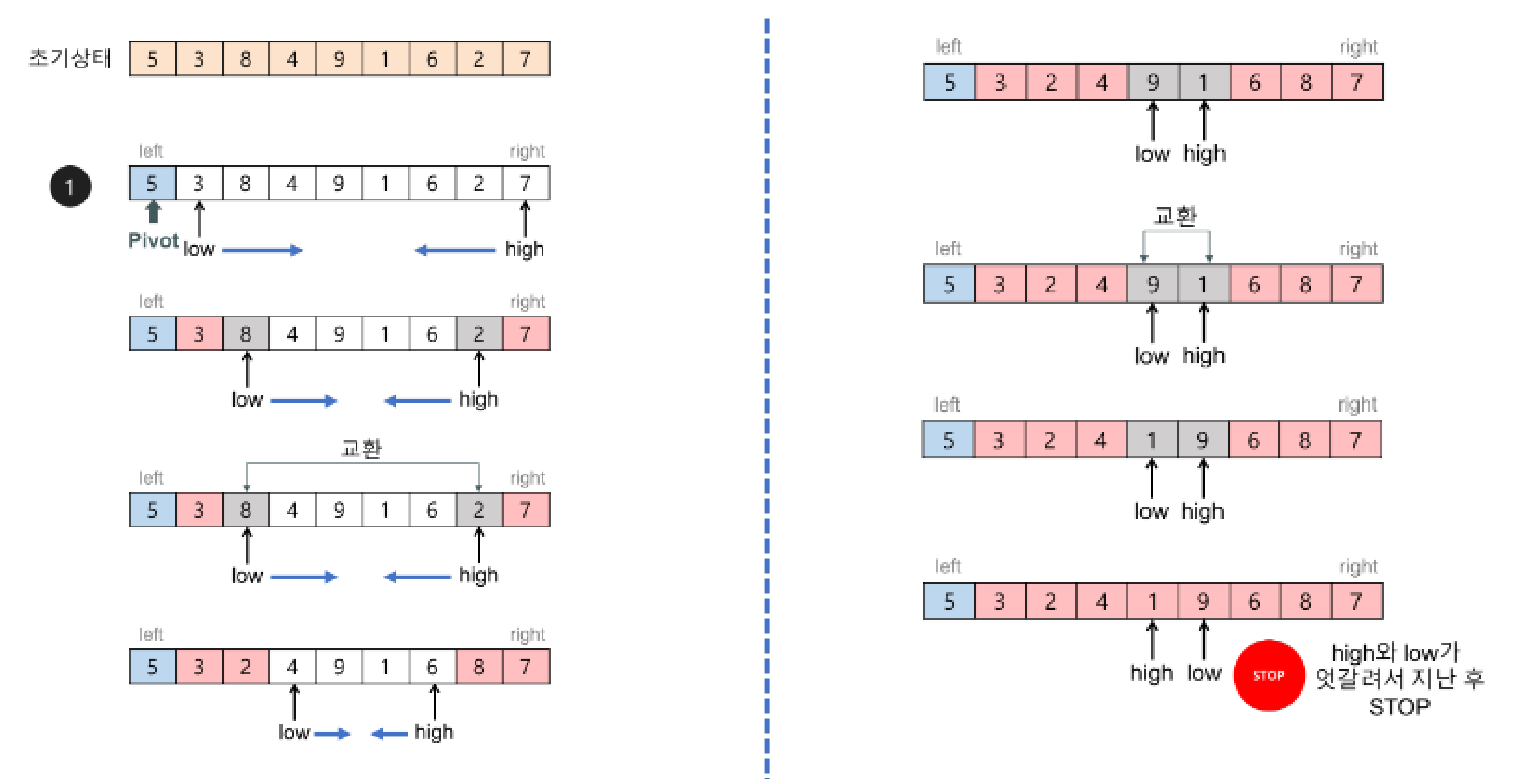 초기상태 5 3 8 4 9 1 6 2 7
left right
1 5 3 8 4 9 1 6 2 7
Pivot low high
left right
5 3 8 4 9 1 6 2 7
low high
교환
left right
5 3 8 4 9 1 6 2 7
low high
left right
5 3 2 4 9 1 6 8 7
low high
left right
5 3 2 4 9 1 6 8 7
low high
교환
left right
5 3 2 4 9 1 6 8 7
low high
left right
5 3 2 4 1 9 6 8 7
low high
left right
5 3 2 4 1 9 6 8 7
high low
STOP
high와 low가
엇갈려서 지난 후
STOP